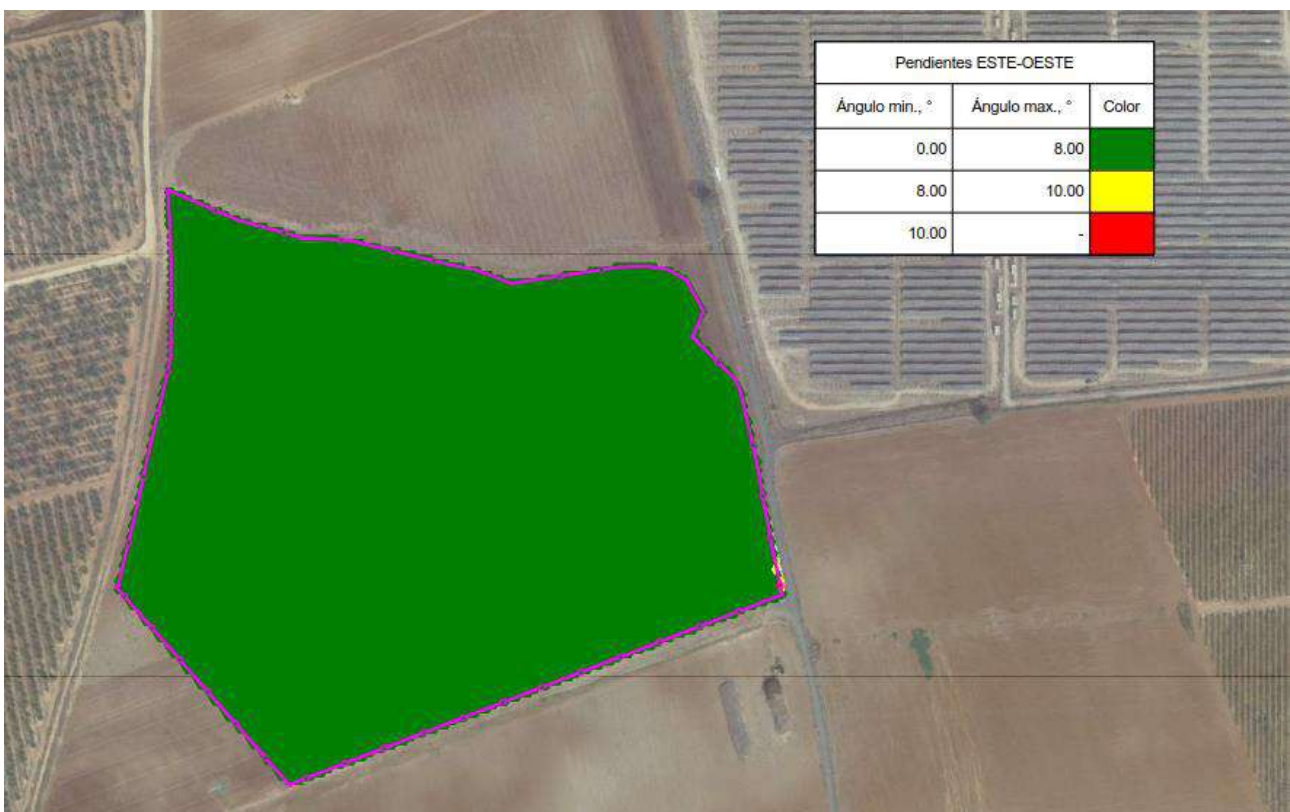 Pendientes ESTE-OESTE
Ángulo min., ° Ángulo max., ° Color
0.00 8.00
8.00 10.00
10.00 -